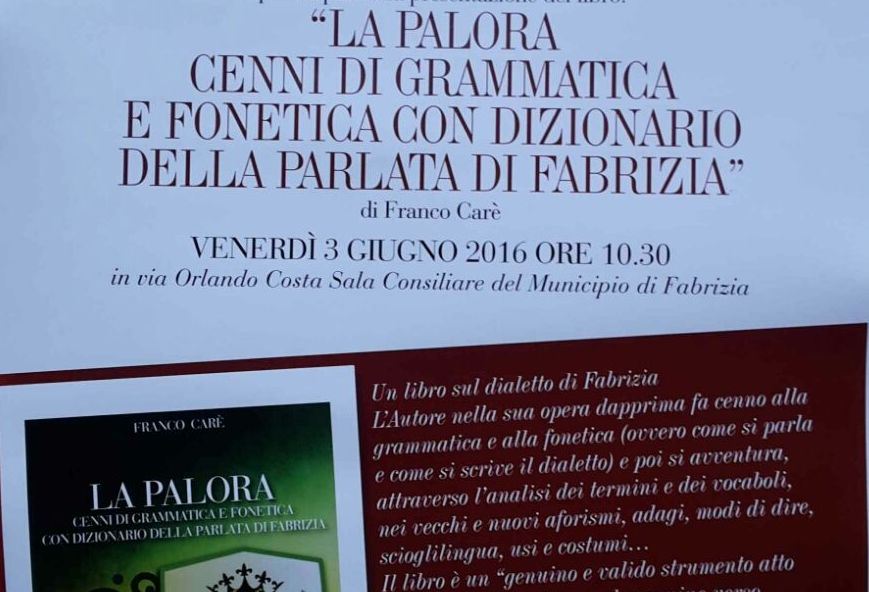 presentazione del libro:
“LA PALORA
CENNI DI GRAMMATICA
E FONETICA CON DIZIONARIO
DELLA PARLATA DI FABRIZIA”
di Franco Carè
VENERDÌ 3 GIUGNO 2016 ORE 10.30
in via Orlando Costa Sala Consiliare del Municipio di Fabrizia
FRANCO CARÈ
LA PALORA
CENNI DI GRAMMATICA E FONETICA
CON DIZIONARIO DELLA PARLATA DI FABRIZIA
Un libro sul dialetto di Fabrizia
L’Autore nella sua opera dapprima fa cenno alla
grammatica e alla fonetica (ovvero come si parla
e come si scrive il dialetto) e poi si avventura,
attraverso l’analisi dei termini e dei vocaboli,
nei vecchi e nuovi aforismi, adagi, modi di dire,
scioglilingua, usi e costumi...
Il libro è un “genuino e valido strumento atto